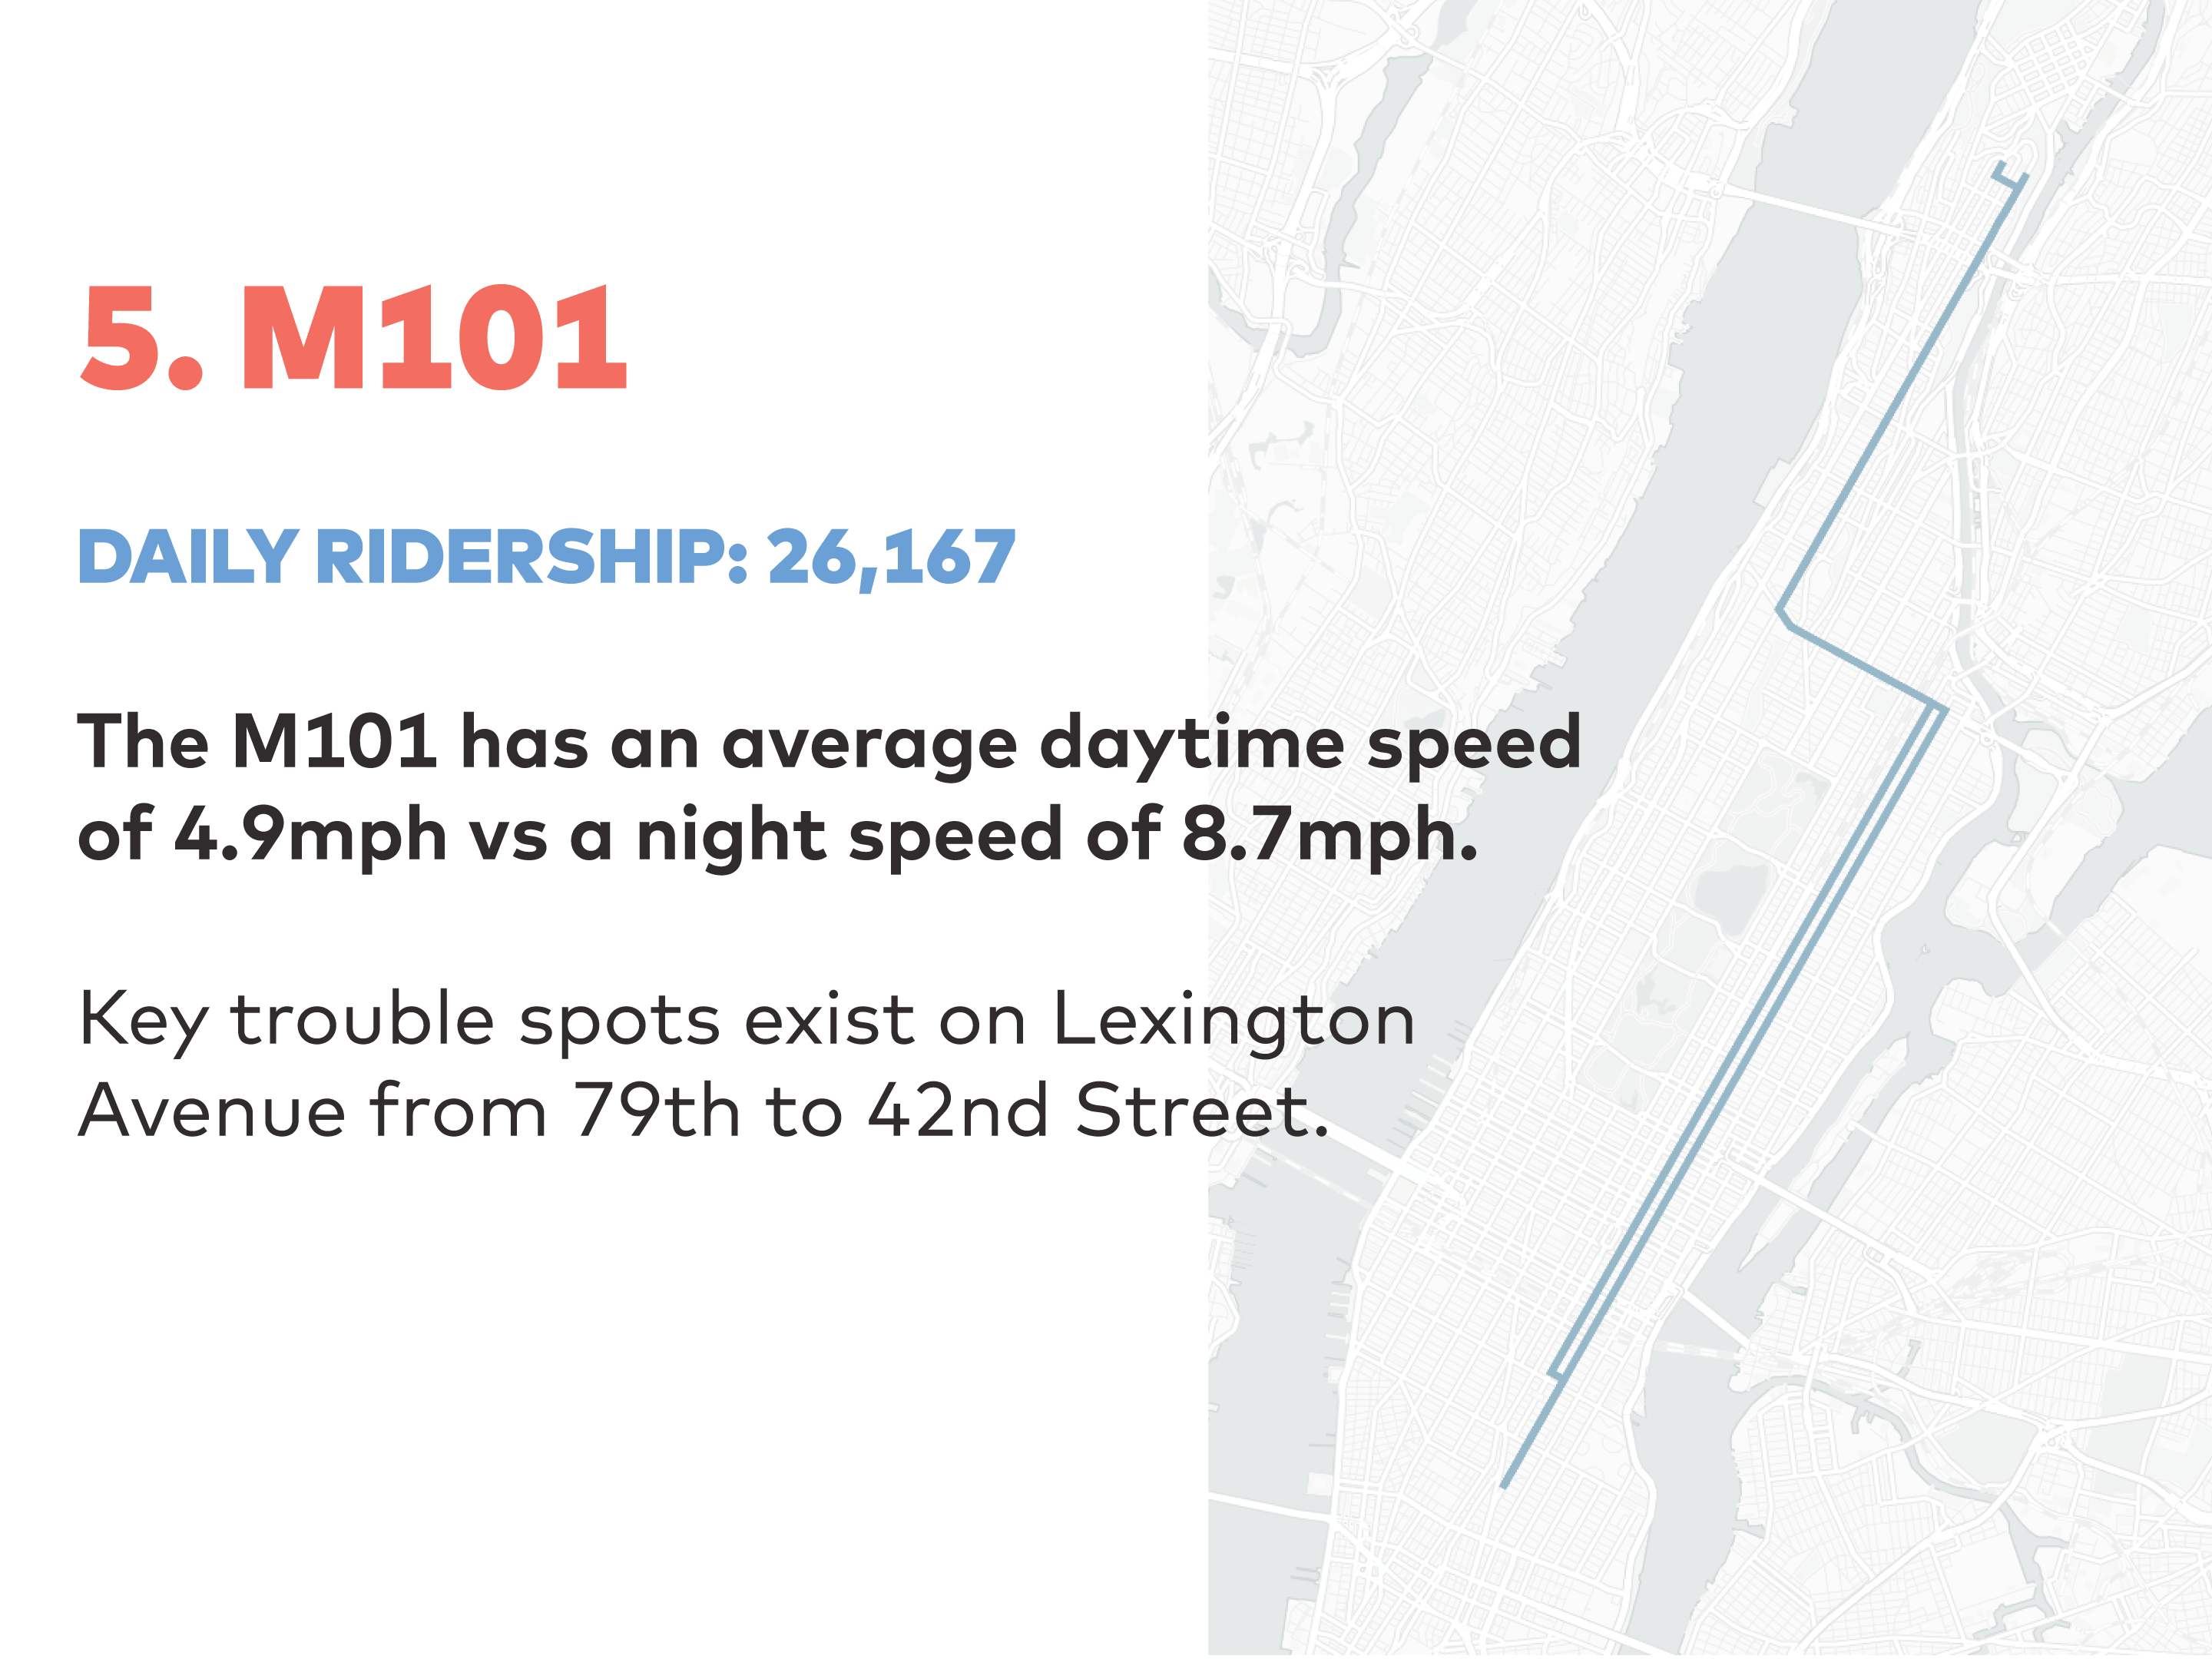 5. M101
DAILY RIDERSHIP: 26,167
The M101 has an average daytime speed
of 4.9mph vs a night speed of 8.7mph.
Key trouble spots exist on Lexington
Avenue from 79th to 42nd Street.